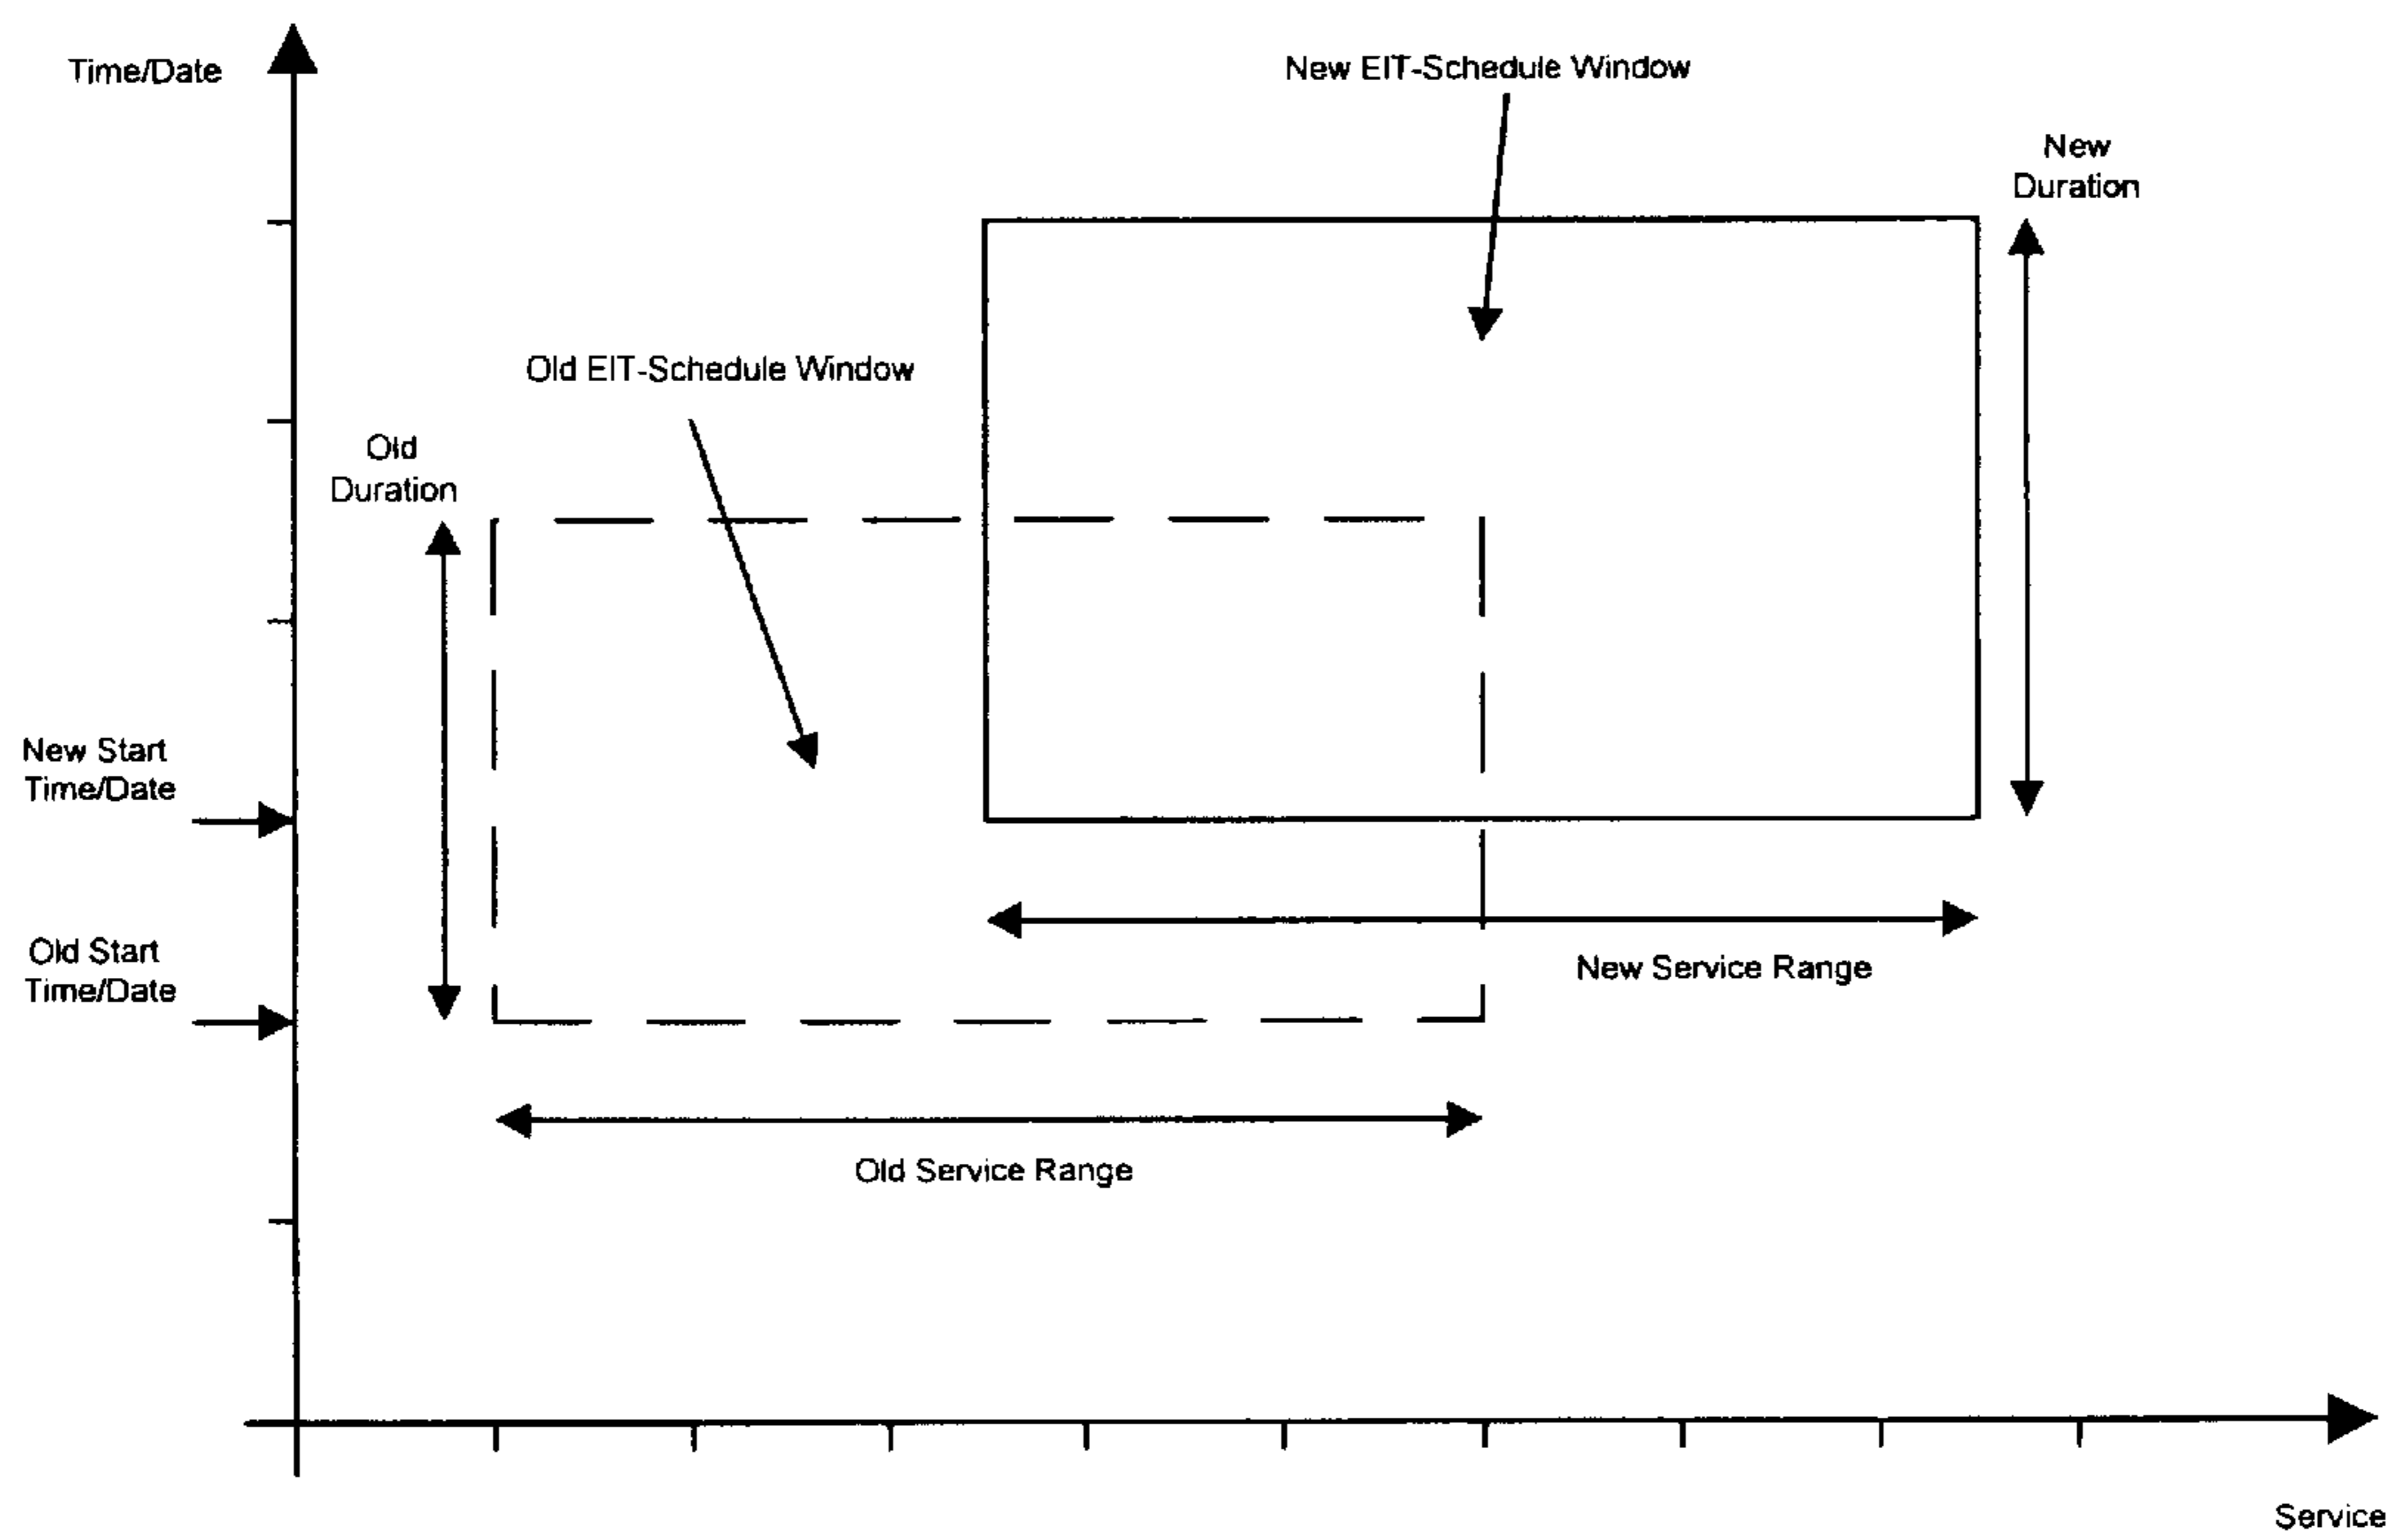 Time/Date
New EIT-Schedule Window
New
Duration
Old EIT-Schedule Window
Old
Duration
New Start
Time/Date
Old Start
Time/Date
New Service Range
Old Service Range
Service